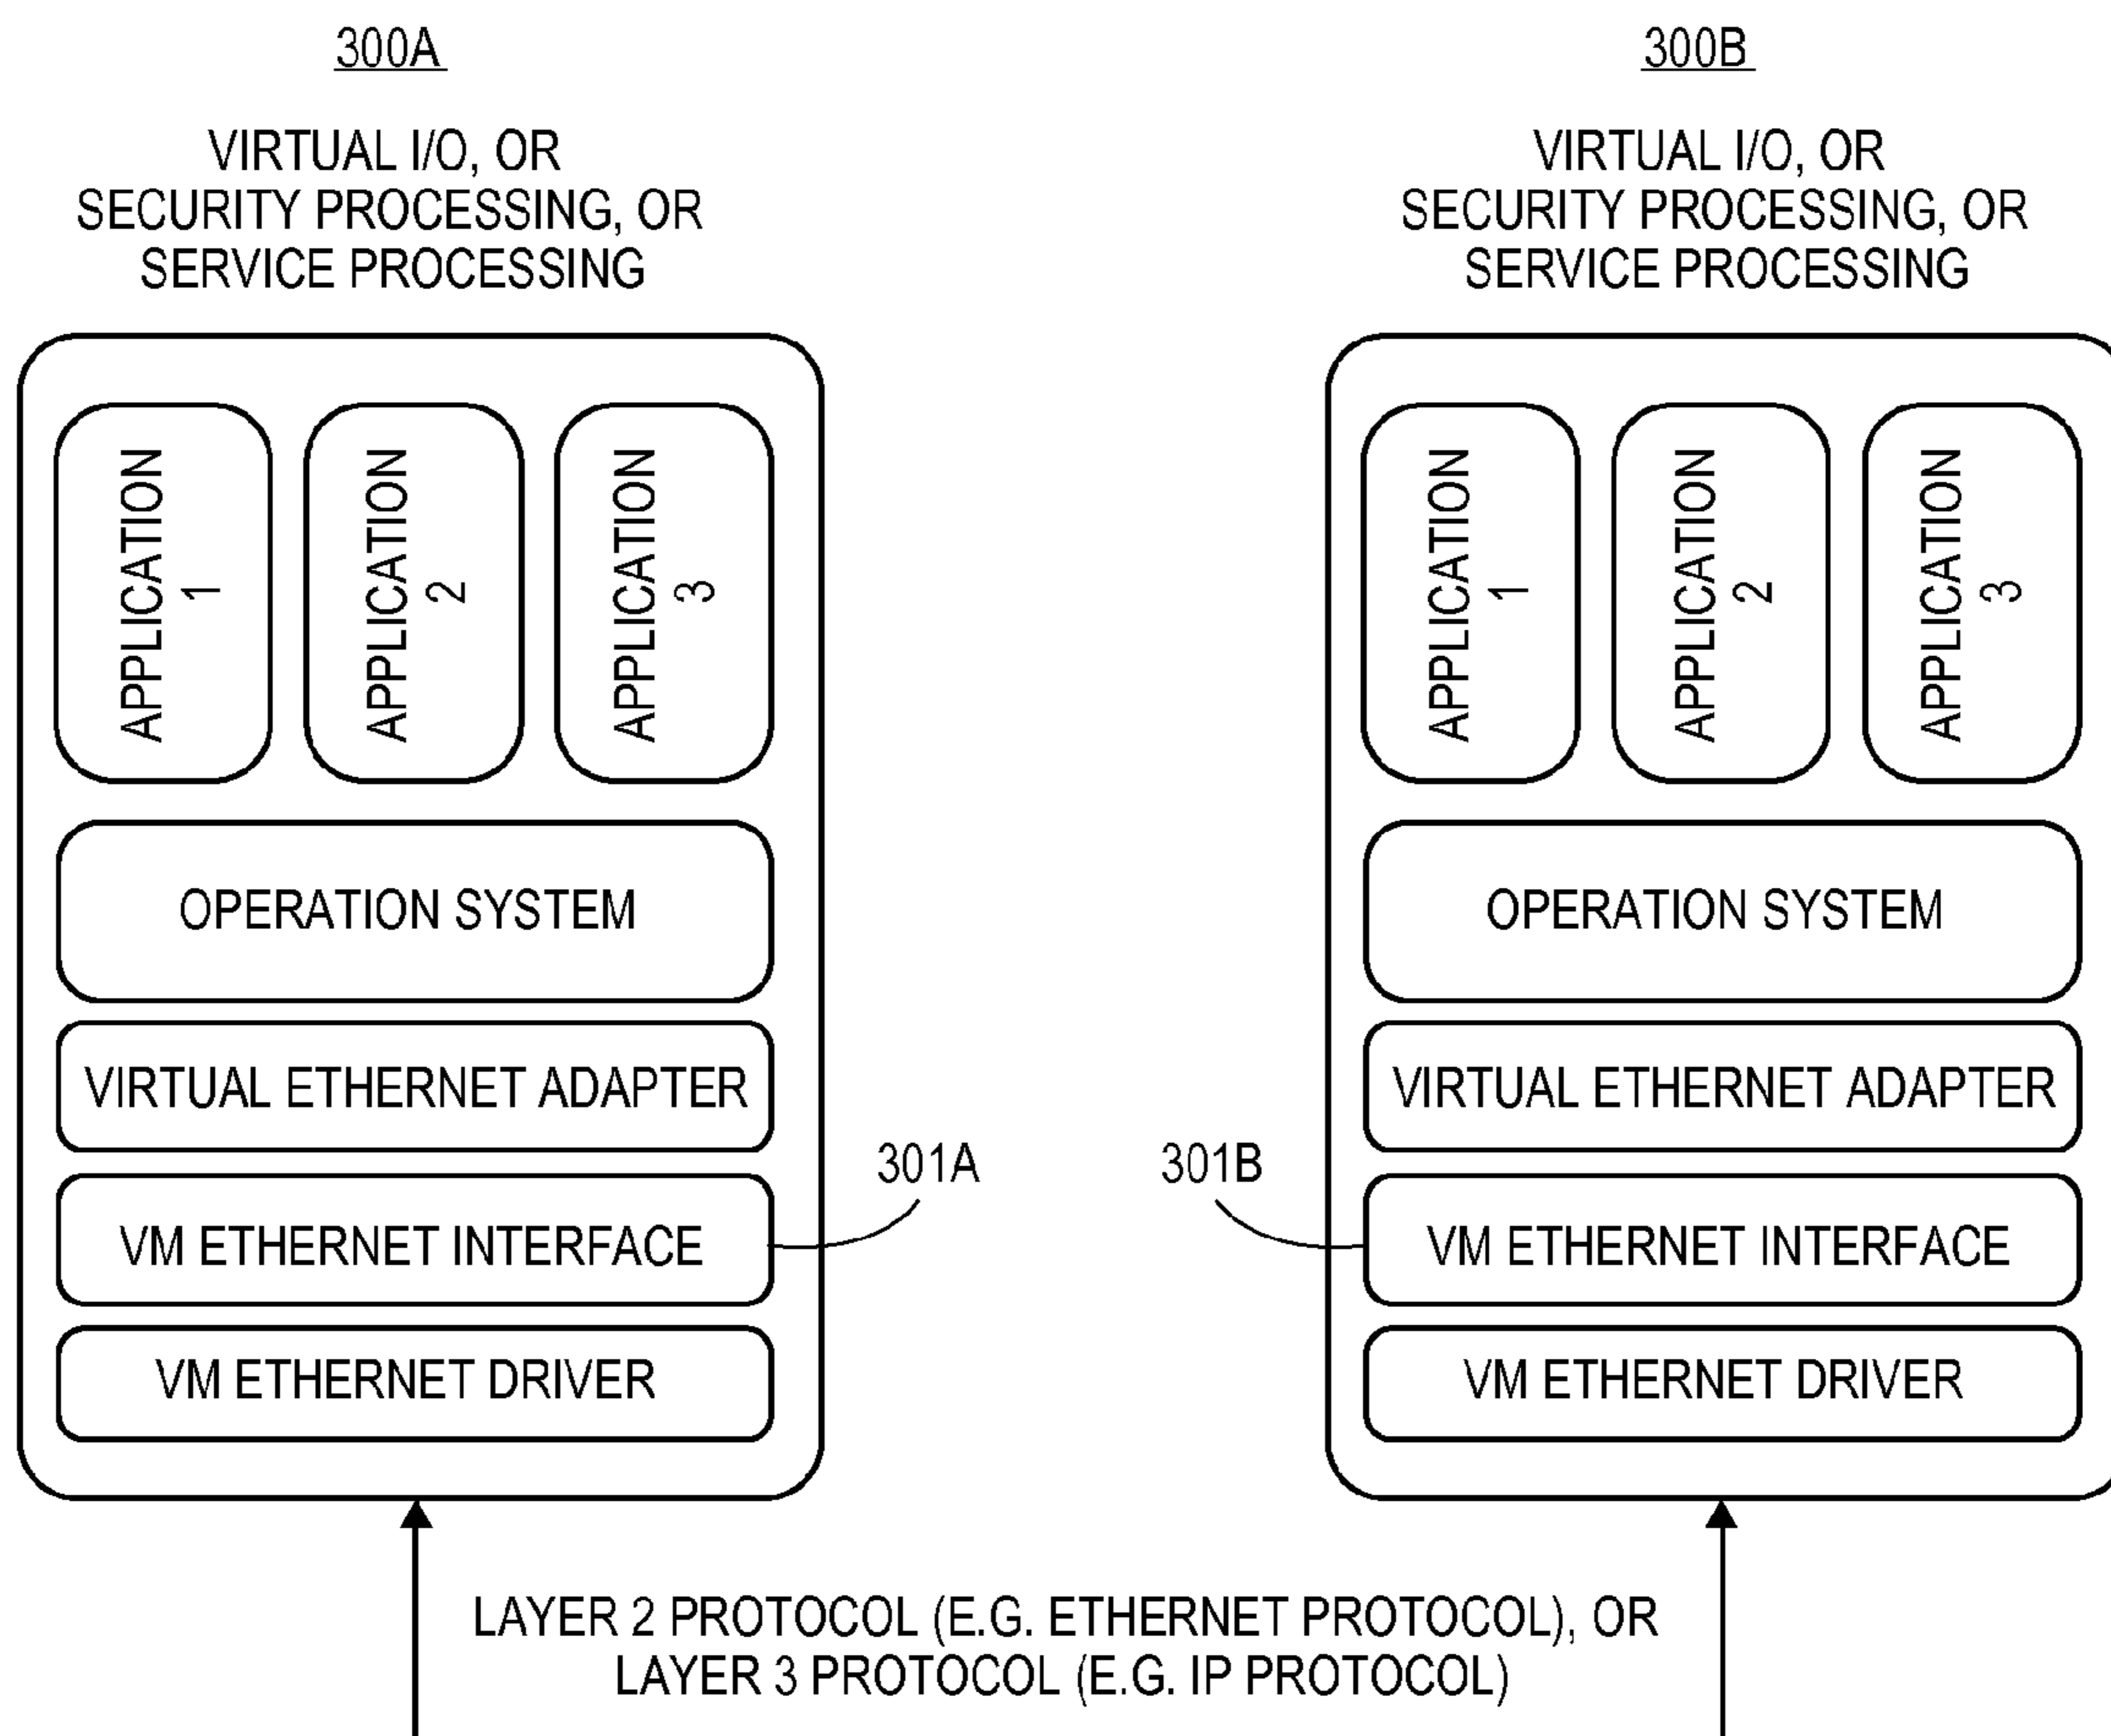 300A
VIRTUAL I/O, OR
SECURITY PROCESSING, OR
SERVICE PROCESSING
APPLICATION
1
APPLICATION
2
APPLICATION
3
OPERATION SYSTEM
VIRTUAL ETHERNET ADAPTER
VM ETHERNET INTERFACE
301A
VM ETHERNET DRIVER
300B
VIRTUAL I/O, OR
SECURITY PROCESSING, OR
SERVICE PROCESSING
APPLICATION
1
APPLICATION
2
APPLICATION
3
OPERATION SYSTEM
VIRTUAL ETHERNET ADAPTER
301B
VM ETHERNET INTERFACE
VM ETHERNET DRIVER
LAYER 2 PROTOCOL (E.G. ETHERNET PROTOCOL), OR
LAYER 3 PROTOCOL (E.G. IP PROTOCOL)